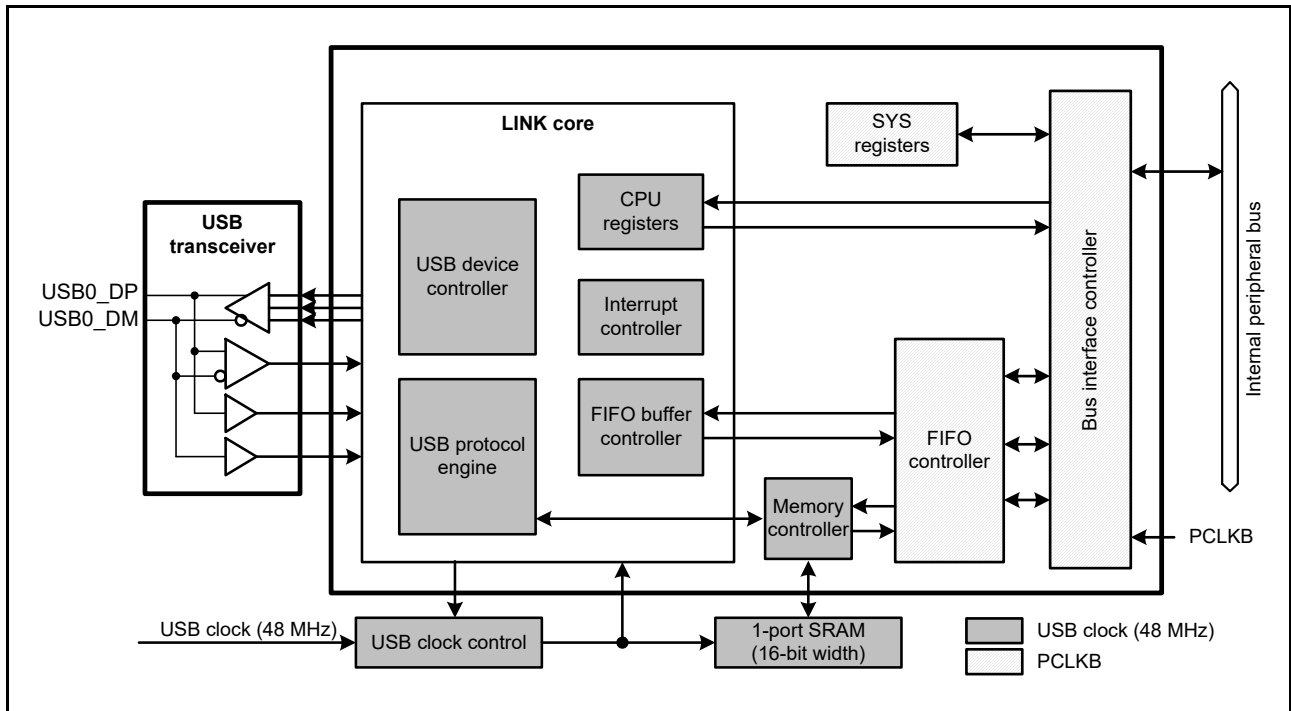 LINK core
SYS
registers
CPU
registers
USB
transceiver
USB device
controller
USB0_DP
USB0_DM
Interrupt
controller
Bus interface controller
Internal peripheral bus
USB protocol
engine
FIFO buffer
controller
FIFO
controller
Memory
controller
PCLKB
USB clock (48 MHz)
USB clock control
1-port SRAM
(16-bit width)
USB clock (48 MHz)
PCLKB